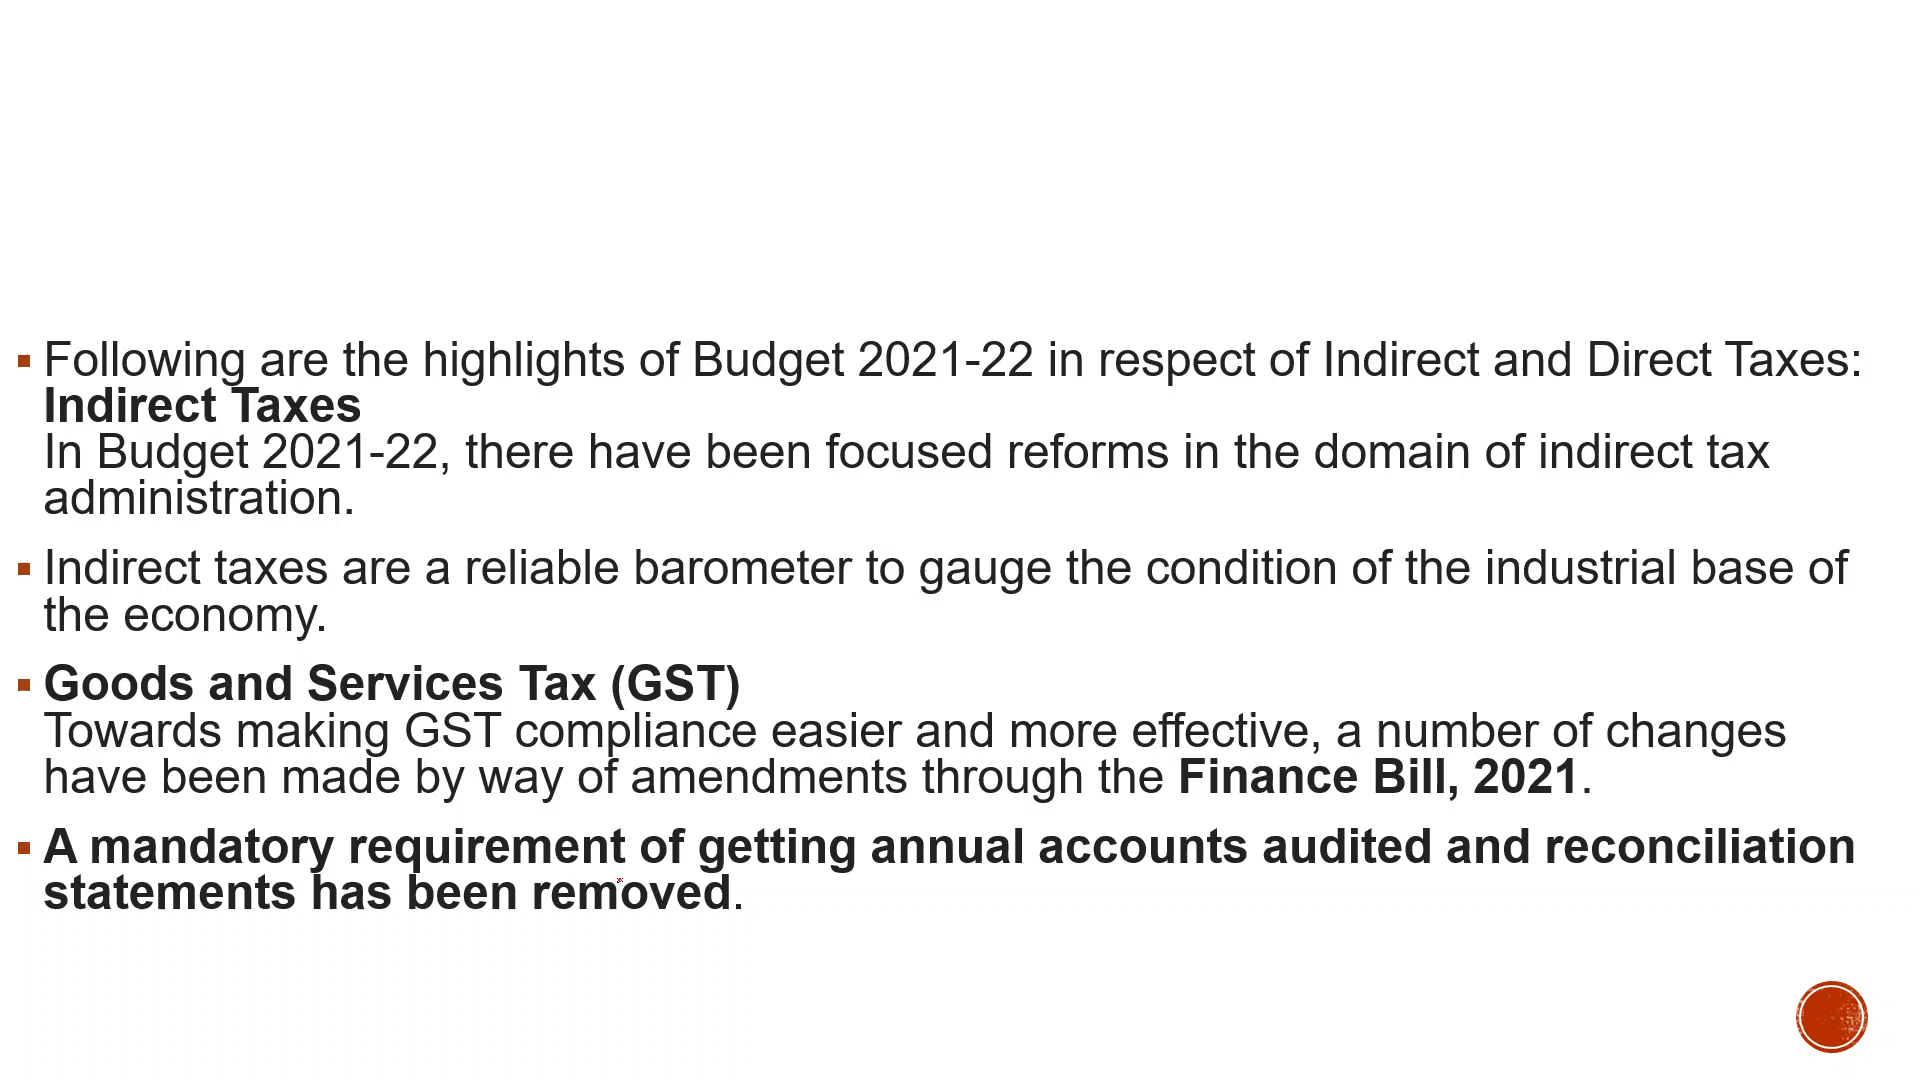 Following are the highlights of Budget 2021-22 in respect of Indirect and Direct Taxes:
Indirect Taxes
In Budget 2021-22, there have been focused reforms in the domain of indirect tax
administration.
Indirect taxes are a reliable barometer to gauge the condition of the industrial base of
the economy.
Goods and Services Tax (GST)
Towards making GST compliance easier and more effective, a number of changes
have been made by way of amendments through the Finance Bill, 2021.
A mandatory requirement of getting annual accounts audited and reconciliation
statements has been removed.